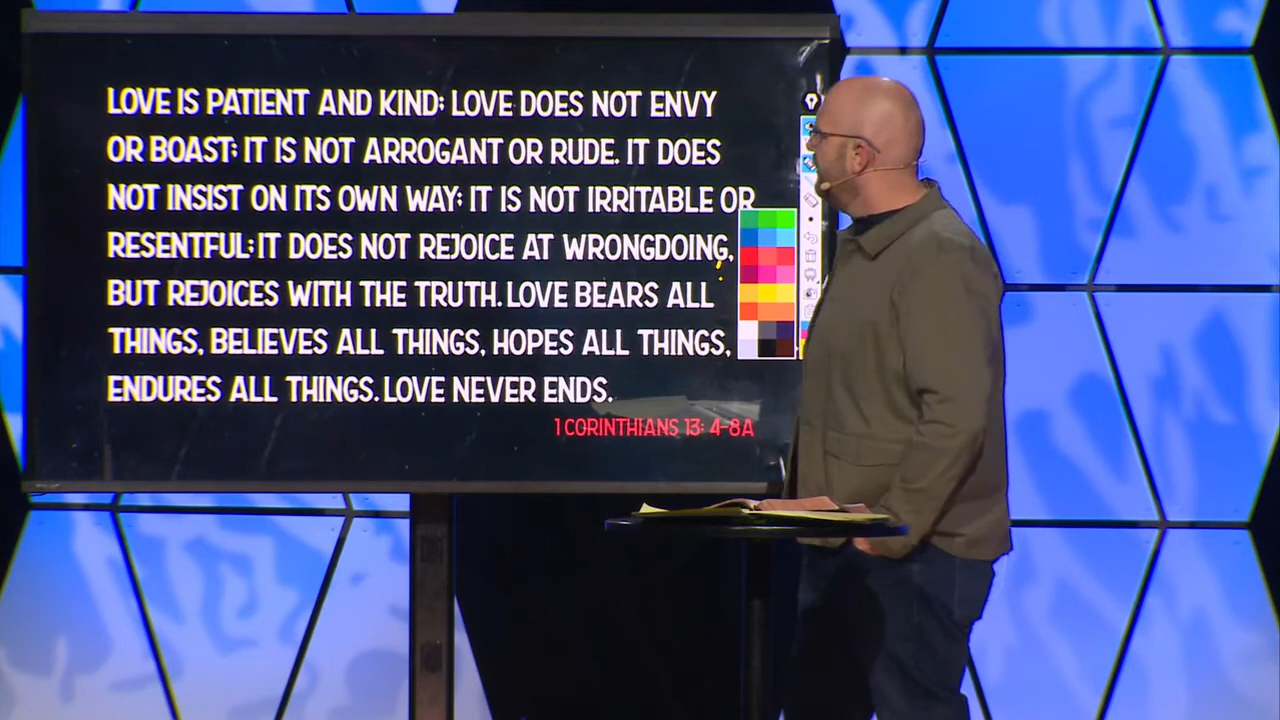 LOVE IS PATIENT AND KIND; LOVE DOES NOT ENVY
OR BOAST; IT IS NOT ARROGANT OR RUDE. IT DOES
NOT INSIST ON ITS OWN WAY; IT IS NOT IRRITABLE OR
RESENTFUL; IT DOES NOT REJOICE AT WRONGDOING,
BUT REJOICES WITH THE TRUTH. LOVE BEARS ALL
THINGS, BELIEVES ALL THINGS, HOPES ALL THINGS,
ENDURES ALL THINGS. LOVE NEVER ENDS.
1 CORINTHIANS 13: 4-8A